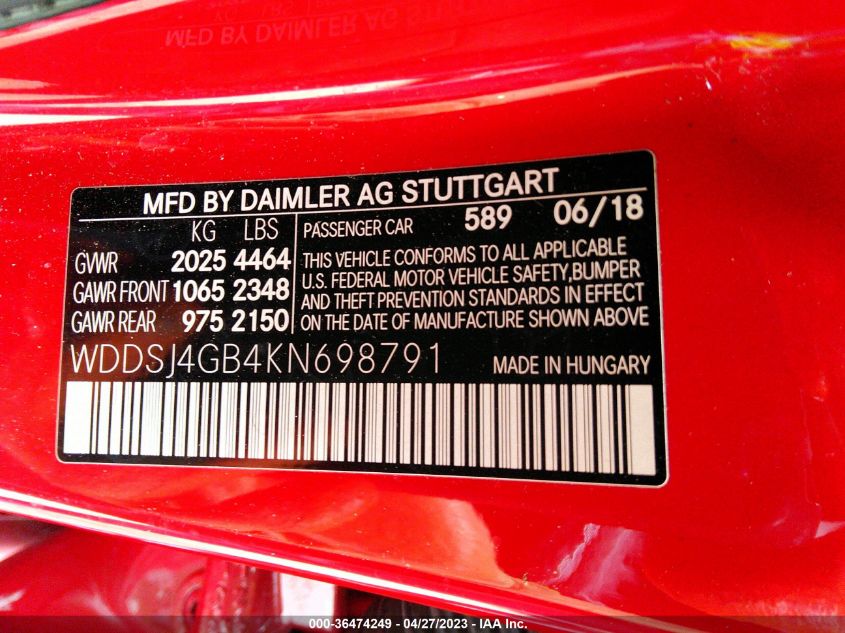 MFD BY DAIMLER AG STUTTGART
KG LBS
GVWR 2025 4464
GAWR FRONT 1065 2348
GAWR REAR 975 2150
PASSENGER CAR 589 06/18
THIS VEHICLE CONFORMS TO ALL APPLICABLE
U.S. FEDERAL MOTOR VEHICLE SAFETY,BUMPER
AND THEFT PREVENTION STANDARDS IN EFFECT
ON THE DATE OF MANUFACTURE SHOWN ABOVE
WDDSJ4GB4KN698791 MADE IN HUNGARY
000-36474249 - 04/27/2023 - IAA Inc.